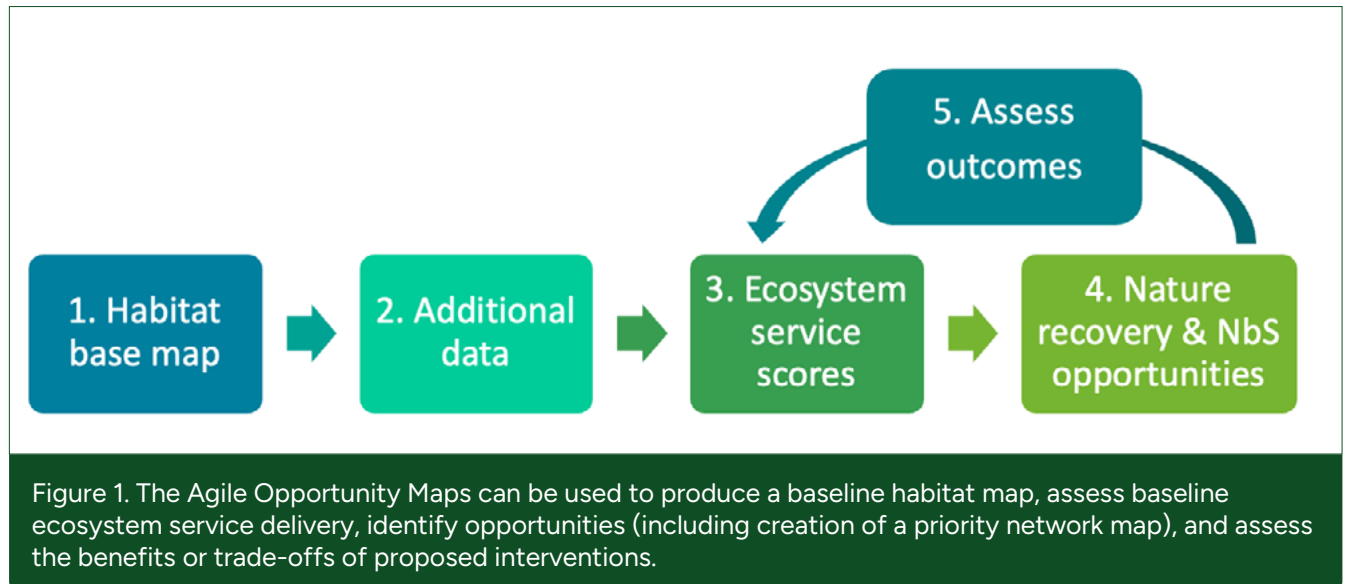 5. Assess
outcomes
1. Habitat
base map
2. Additional
data
3. Ecosystem
service
scores
4. Nature
recovery & NbS
opportunities
Figure 1. The Agile Opportunity Maps can be used to produce a baseline habitat map, assess baseline
ecosystem service delivery, identify opportunities (including creation of a priority network map), and assess
the benefits or trade-offs of proposed interventions.